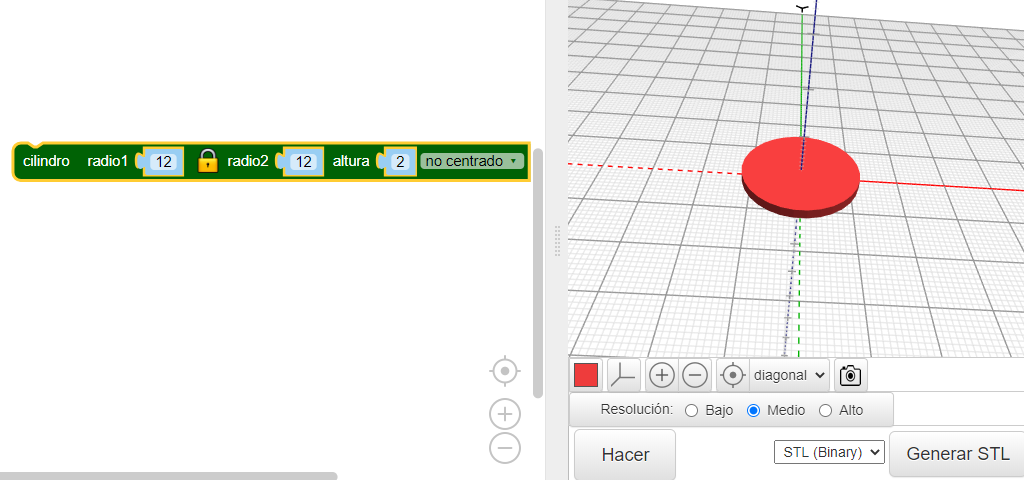 cilindro radio1 12 radio2 12 altura 2 no centrado
Y
diagonal
Resolución: Bajo Medio Alto
Hacer STL (Binary) Generar STL